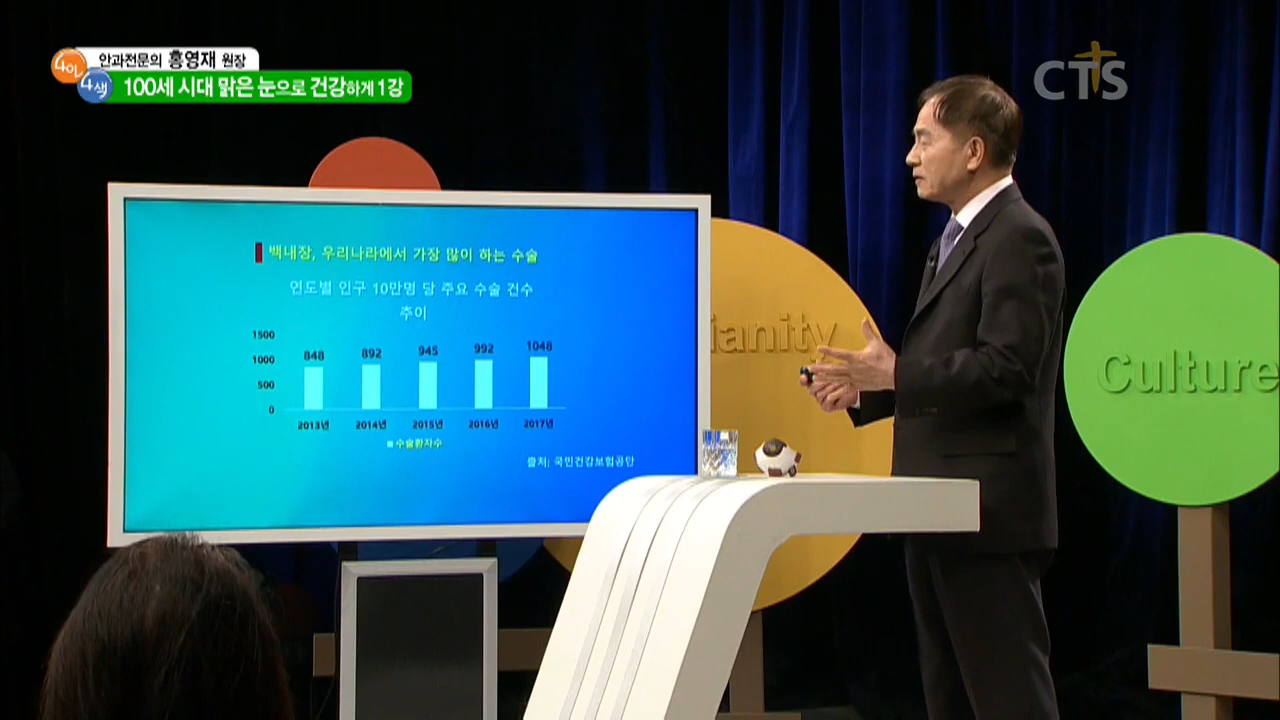 4인
4색
안과전문의 홍영재 원장
100세 시대 맑은 눈으로 건강하게 1강
CTS
백내장, 우리나라에서 가장 많이 하는 수술
연도별 인구 10만명 당 주요 수술 건수
추이
1500
1000
500
0
848 892 945 992 1048
2013년 2014년 2015년 2016년 2017년
수술환자수
출처: 국민건강보험공단
ianity
Culture